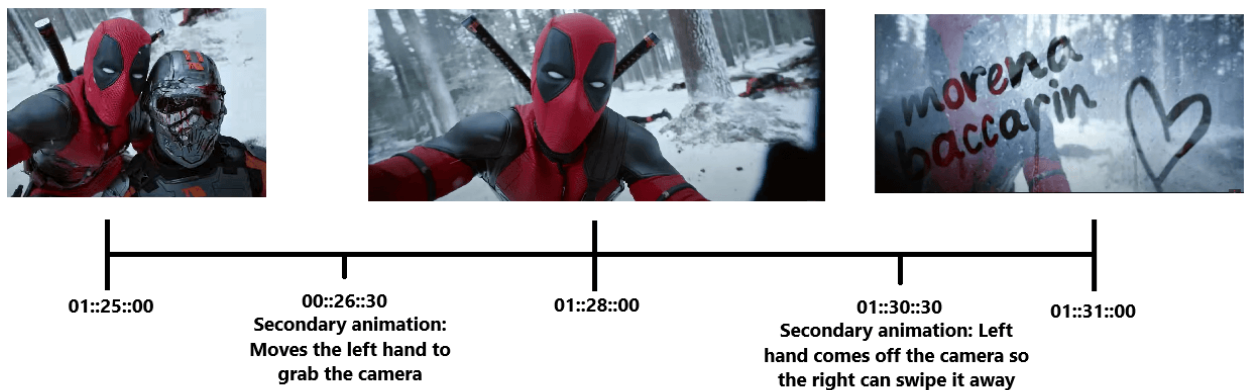 morena
baccarin
01::25::00
00::26::30
Secondary animation:
Moves the left hand to
grab the camera
01::28::00
01::30::30
Secondary animation: Left
hand comes off the camera so
the right can swipe it away
01::31::00